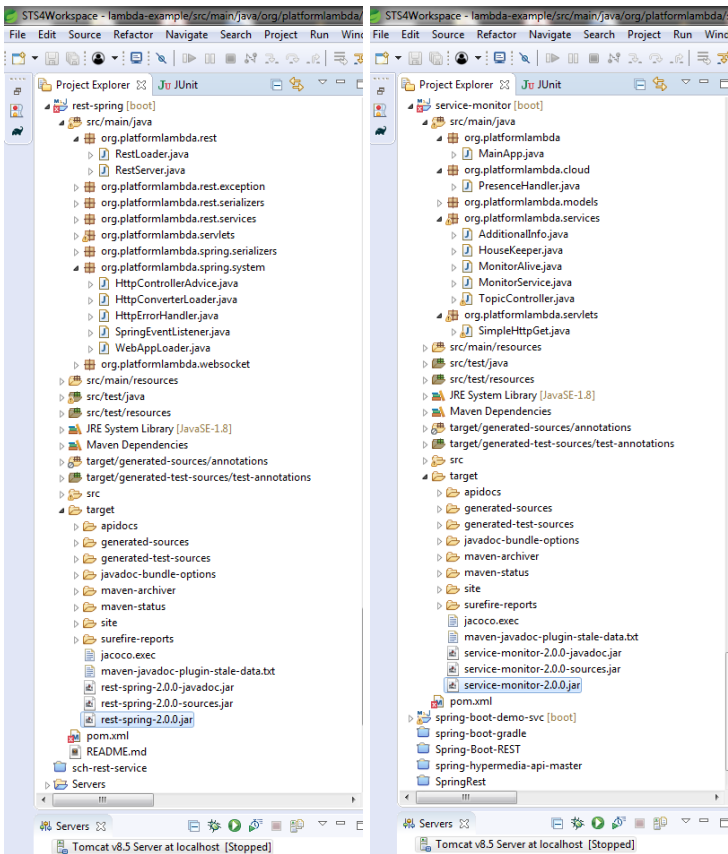 STS4Workspace - lambda-example/src/main/java/org/platformlambda/
File Edit Source Refactor Navigate Search Project Run Wind
Project Explorer JUnit
rest-spring [boot]
src/main/java
org.platformlambda.rest
RestLoader.java
RestServer.java
org.platformlambda.rest.exception
org.platformlambda.rest.serializers
org.platformlambda.rest.services
org.platformlambda.servlets
org.platformlambda.spring.serializers
org.platformlambda.spring.system
HttpControllerAdvice.java
HttpConverterLoader.java
HttpErrorHandler.java
SpringEventListener.java
WebAppLoader.java
org.platformlambda.websocket
src/main/resources
src/test/java
src/test/resources
JRE System Library [JavaSE-1.8]
Maven Dependencies
target/generated-sources/annotations
target/generated-test-sources/test-annotations
src
target
apidocs
generated-sources
generated-test-sources
javadoc-bundle-options
maven-archiver
maven-status
site
surefire-reports
jacoco.exec
maven-javadoc-plugin-stale-data.txt
rest-spring-2.0.0-javadoc.jar
rest-spring-2.0.0-sources.jar
rest-spring-2.0.0.jar
pom.xml
README.md
sch-rest-service
Servers
Servers
Tomcat v8.5 Server at localhost [Stopped]
STS4Workspace - lambda-example/src/main/java/org/platformlambda/s
File Edit Source Refactor Navigate Search Project Run Wind
Project Explorer JUnit
service-monitor [boot]
src/main/java
org.platformlambda
MainApp.java
org.platformlambda.cloud
PresenceHandler.java
org.platformlambda.models
org.platformlambda.services
AdditionalInfo.java
HouseKeeper.java
MonitorAlive.java
MonitorService.java
TopicController.java
org.platformlambda.servlets
SimpleHttpGet.java
src/main/resources
src/test/java
src/test/resources
JRE System Library [JavaSE-1.8]
Maven Dependencies
target/generated-sources/annotations
target/generated-test-sources/test-annotations
src
target
apidocs
generated-sources
generated-test-sources
javadoc-bundle-options
maven-archiver
maven-status
site
surefire-reports
jacoco.exec
maven-javadoc-plugin-stale-data.txt
service-monitor-2.0.0-javadoc.jar
service-monitor-2.0.0-sources.jar
service-monitor-2.0.0.jar
pom.xml
spring-boot-demo-svc [boot]
spring-boot-gradle
Spring-Boot-REST
spring-hypermedia-api-master
SpringRest
Servers
Tomcat v8.5 Server at localhost [Stopped]